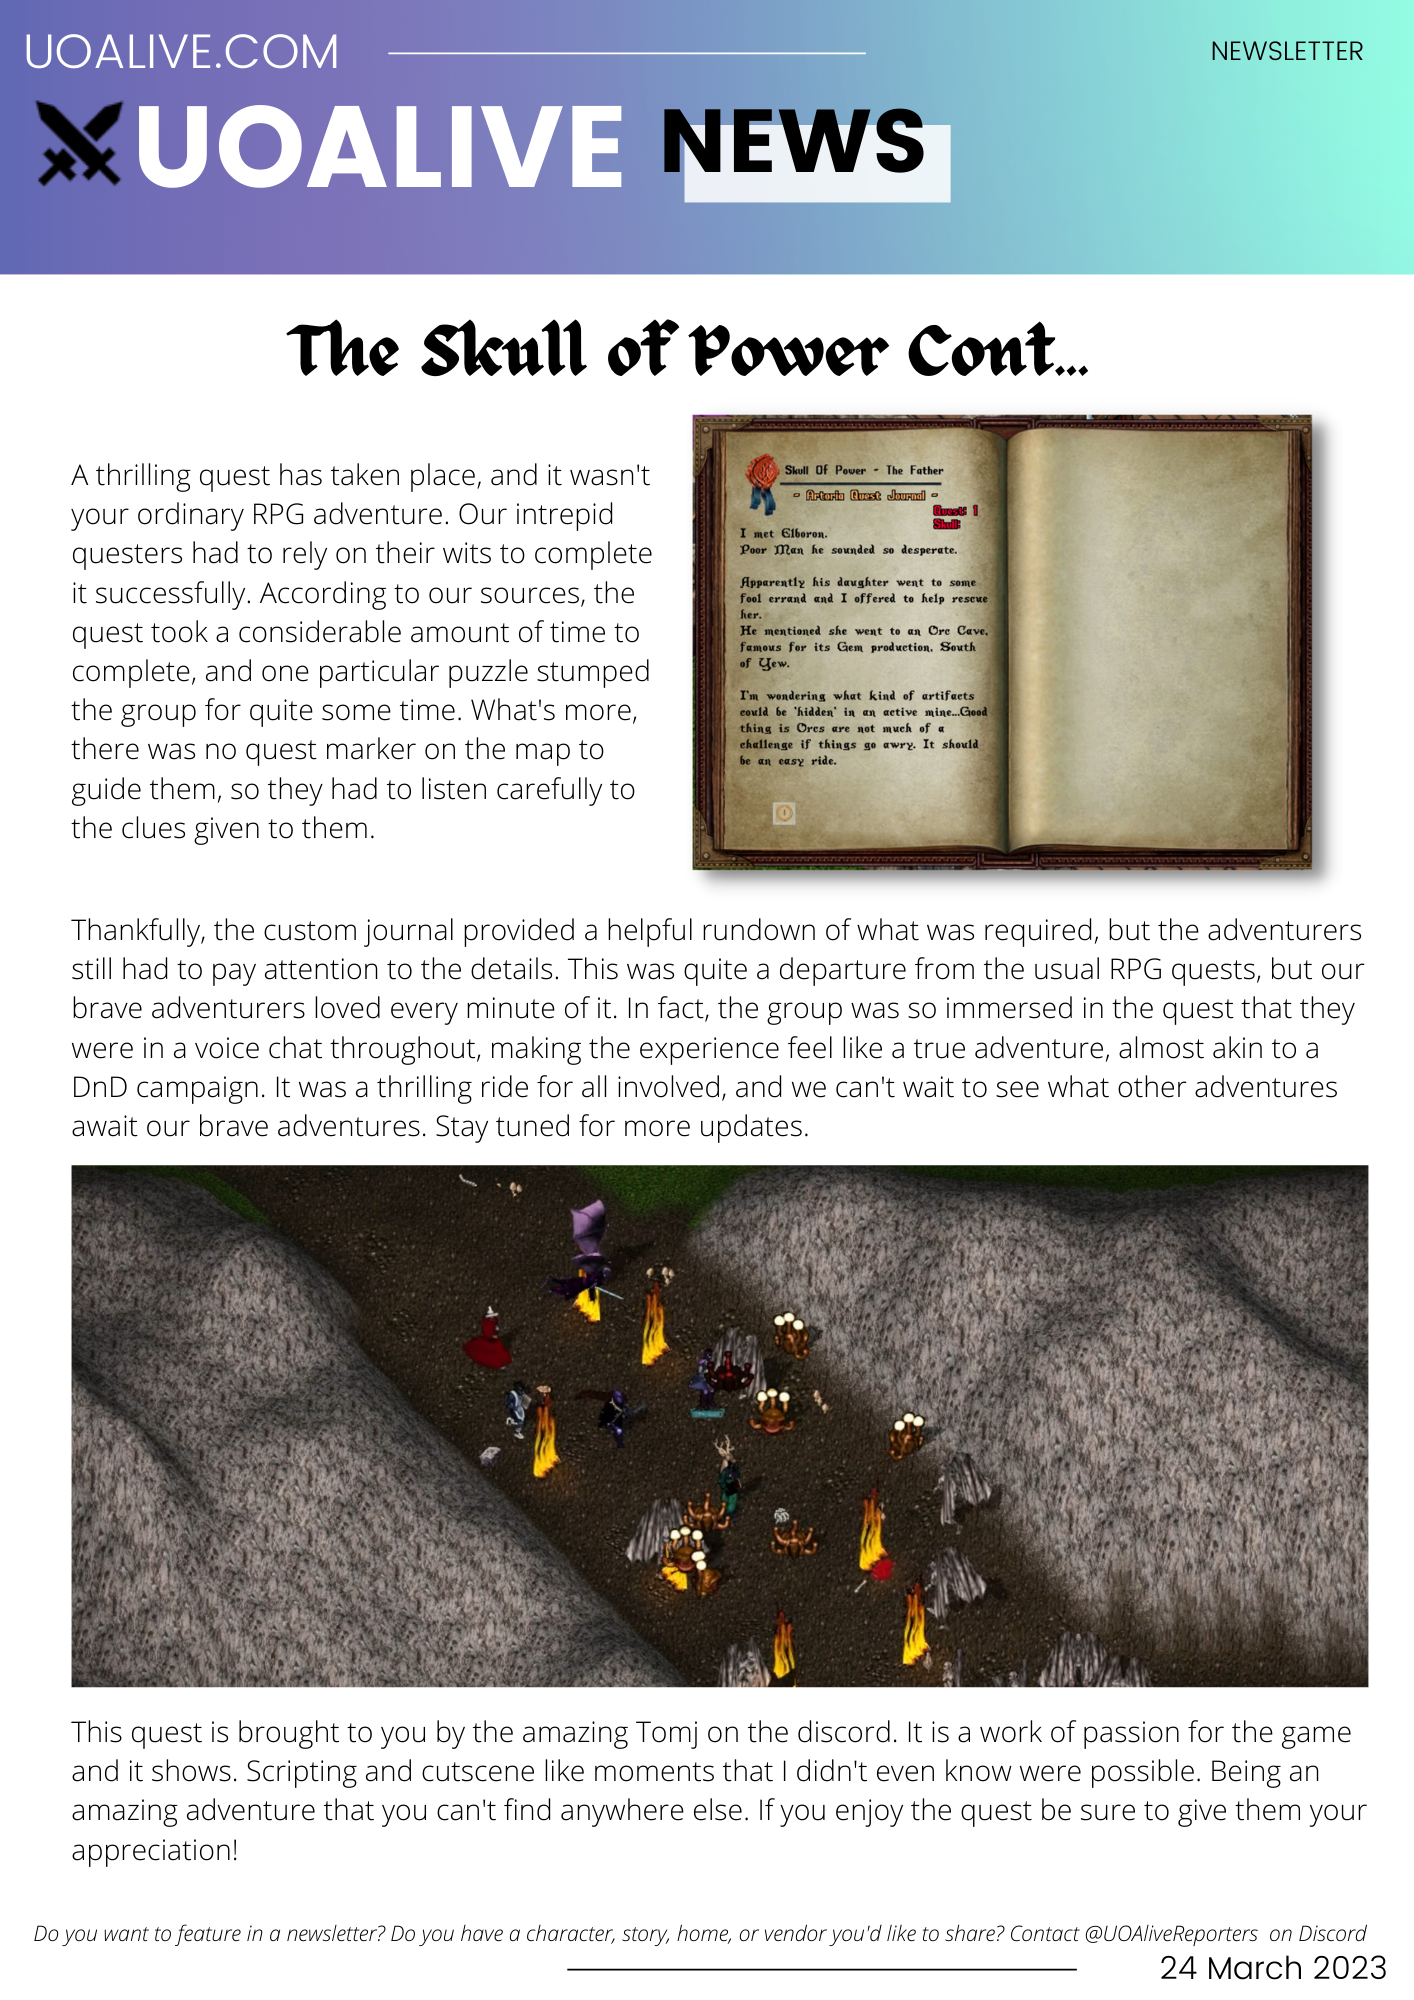 UOALIVE.COM
NEWSLETTER
UOALIVE NEWS
The Skull of Power Cont...
A thrilling quest has taken place, and it wasn't
your ordinary RPG adventure. Our intrepid
questers had to rely on their wits to complete
it successfully. According to our sources, the
quest took a considerable amount of time to
complete, and one particular puzzle stumped
the group for quite some time. What's more,
there was no quest marker on the map to
guide them, so they had to listen carefully to
the clues given to them.
Skull Of Power - The Father
- Artoria Quest Journal -
Quest: 1
Skull:
I met Elboron.
Poor Man he sounded so desperate.
Apparently his daughter went to some
fool errand and I offered to help rescue
her.
He mentioned she went to an Orc Cave,
famous for its Gem production, South
of Yew.
I'm wondering what kind of artifacts
could be 'hidden' in an active mine...Good
thing is Orcs are not much of a
challenge if things go awry. It should
be an easy ride.
Thankfully, the custom journal provided a helpful rundown of what was required, but the adventurers
still had to pay attention to the details. This was quite a departure from the usual RPG quests, but our
brave adventurers loved every minute of it. In fact, the group was so immersed in the quest that they
were in a voice chat throughout, making the experience feel like a true adventure, almost akin to a
DnD campaign. It was a thrilling ride for all involved, and we can't wait to see what other adventures
await our brave adventures. Stay tuned for more updates.
This quest is brought to you by the amazing Tomj on the discord. It is a work of passion for the game
and it shows. Scripting and cutscene like moments that I didn't even know were possible. Being an
amazing adventure that you can't find anywhere else. If you enjoy the quest be sure to give them your
appreciation!
Do you want to feature in a newsletter? Do you have a character, story, home, or vendor you'd like to share? Contact @UOAliveReporters on Discord
24 March 2023